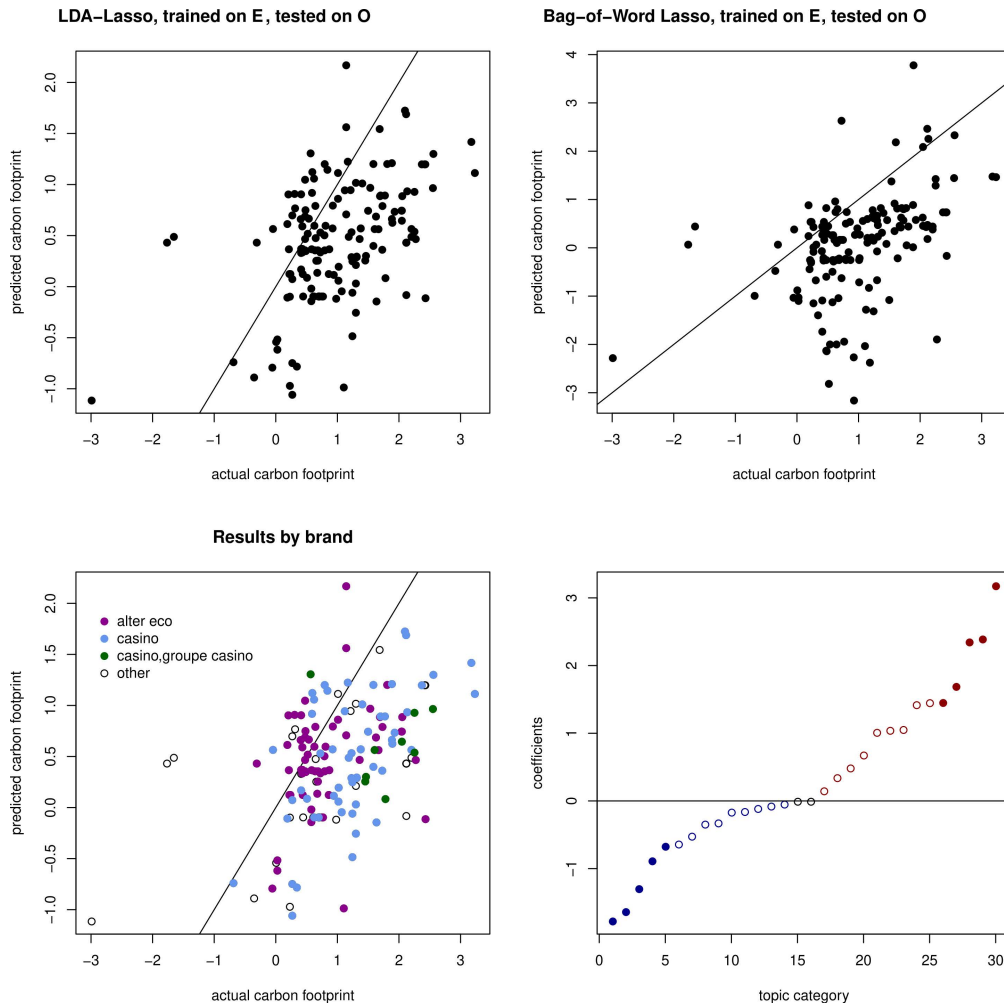 LDA−Lasso, trained on E, tested on O
predicted carbon footprint
2.0
1.5
1.0
0.5
0.0
−0.5
−1.0
−3 −2 −1 0 1 2 3
actual carbon footprint
Bag−of−Word Lasso, trained on E, tested on O
predicted carbon footprint
4
3
2
1
0
−1
−2
−3
−3 −2 −1 0 1 2 3
actual carbon footprint
Results by brand
predicted carbon footprint
2.0
1.5
1.0
0.5
0.0
−0.5
−1.0
alter eco
casino
casino,groupe casino
other
−3 −2 −1 0 1 2 3
actual carbon footprint
coefficients
3
2
1
0
−1
0 5 10 15 20 25 30
topic category